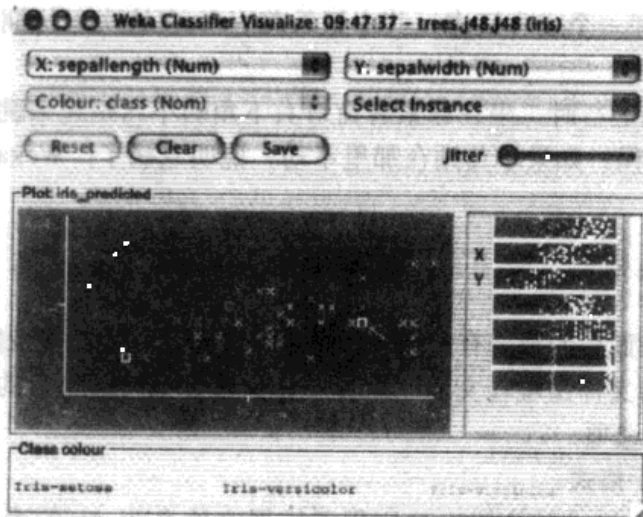 Weka Classifier Visualize: 09:47:37 - trees.j48.J48 (iris)
X: sepallength (Num) Y: sepalwidth (Num)
Colour: class (Nom) Select Instance
Reset Clear Save Jitter
Plot: iris_predicted
X
Y
Class colour
Iris-setosa Iris-versicolor